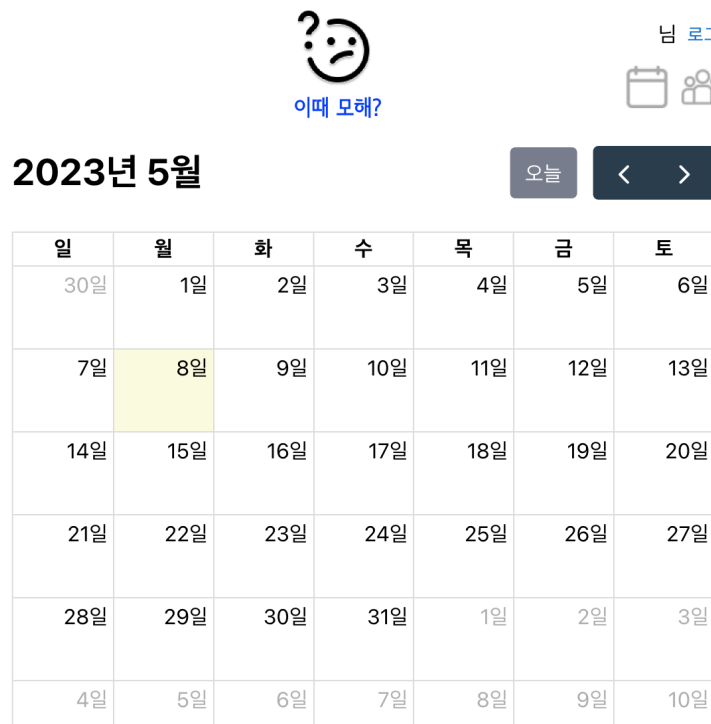 ?
님 로그
이때 모해?
2023년 5월
오늘
일 월 화 수 목 금 토
30일 1일 2일 3일 4일 5일 6일
7일 8일 9일 10일 11일 12일 13일
14일 15일 16일 17일 18일 19일 20일
21일 22일 23일 24일 25일 26일 27일
28일 29일 30일 31일 1일 2일 3일
4일 5일 6일 7일 8일 9일 10일